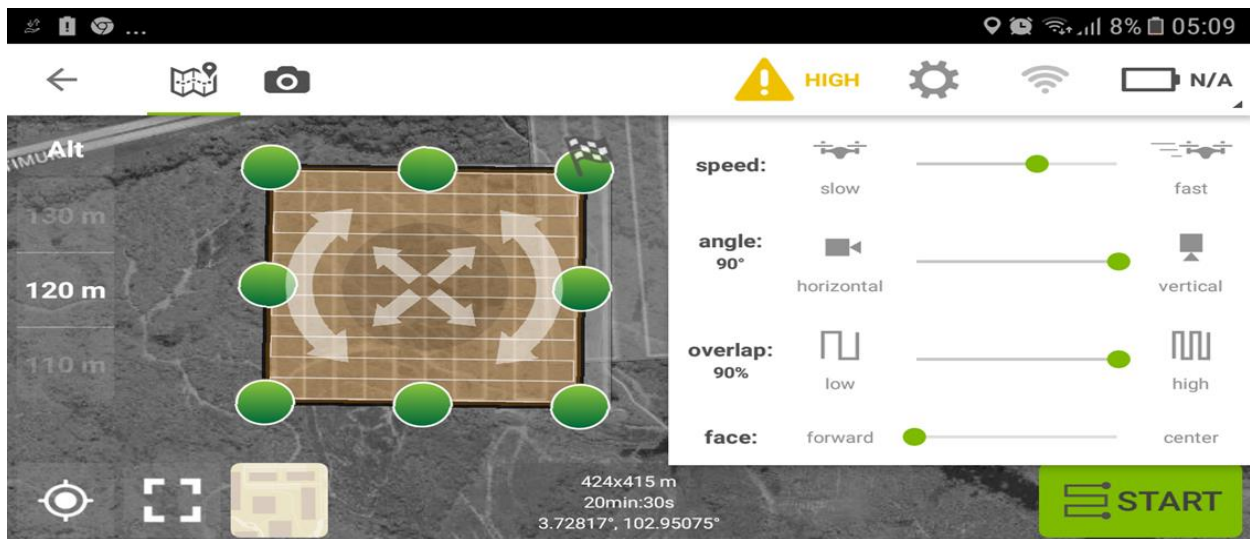 ... 8% 05:09
HIGH N/A
Alt
130 m
120 m
110 m
speed:
slow fast
angle:
90°
horizontal vertical
overlap:
90%
low high
face: forward center
424x415 m
20min:30s
3.72817°, 102.95075°
START